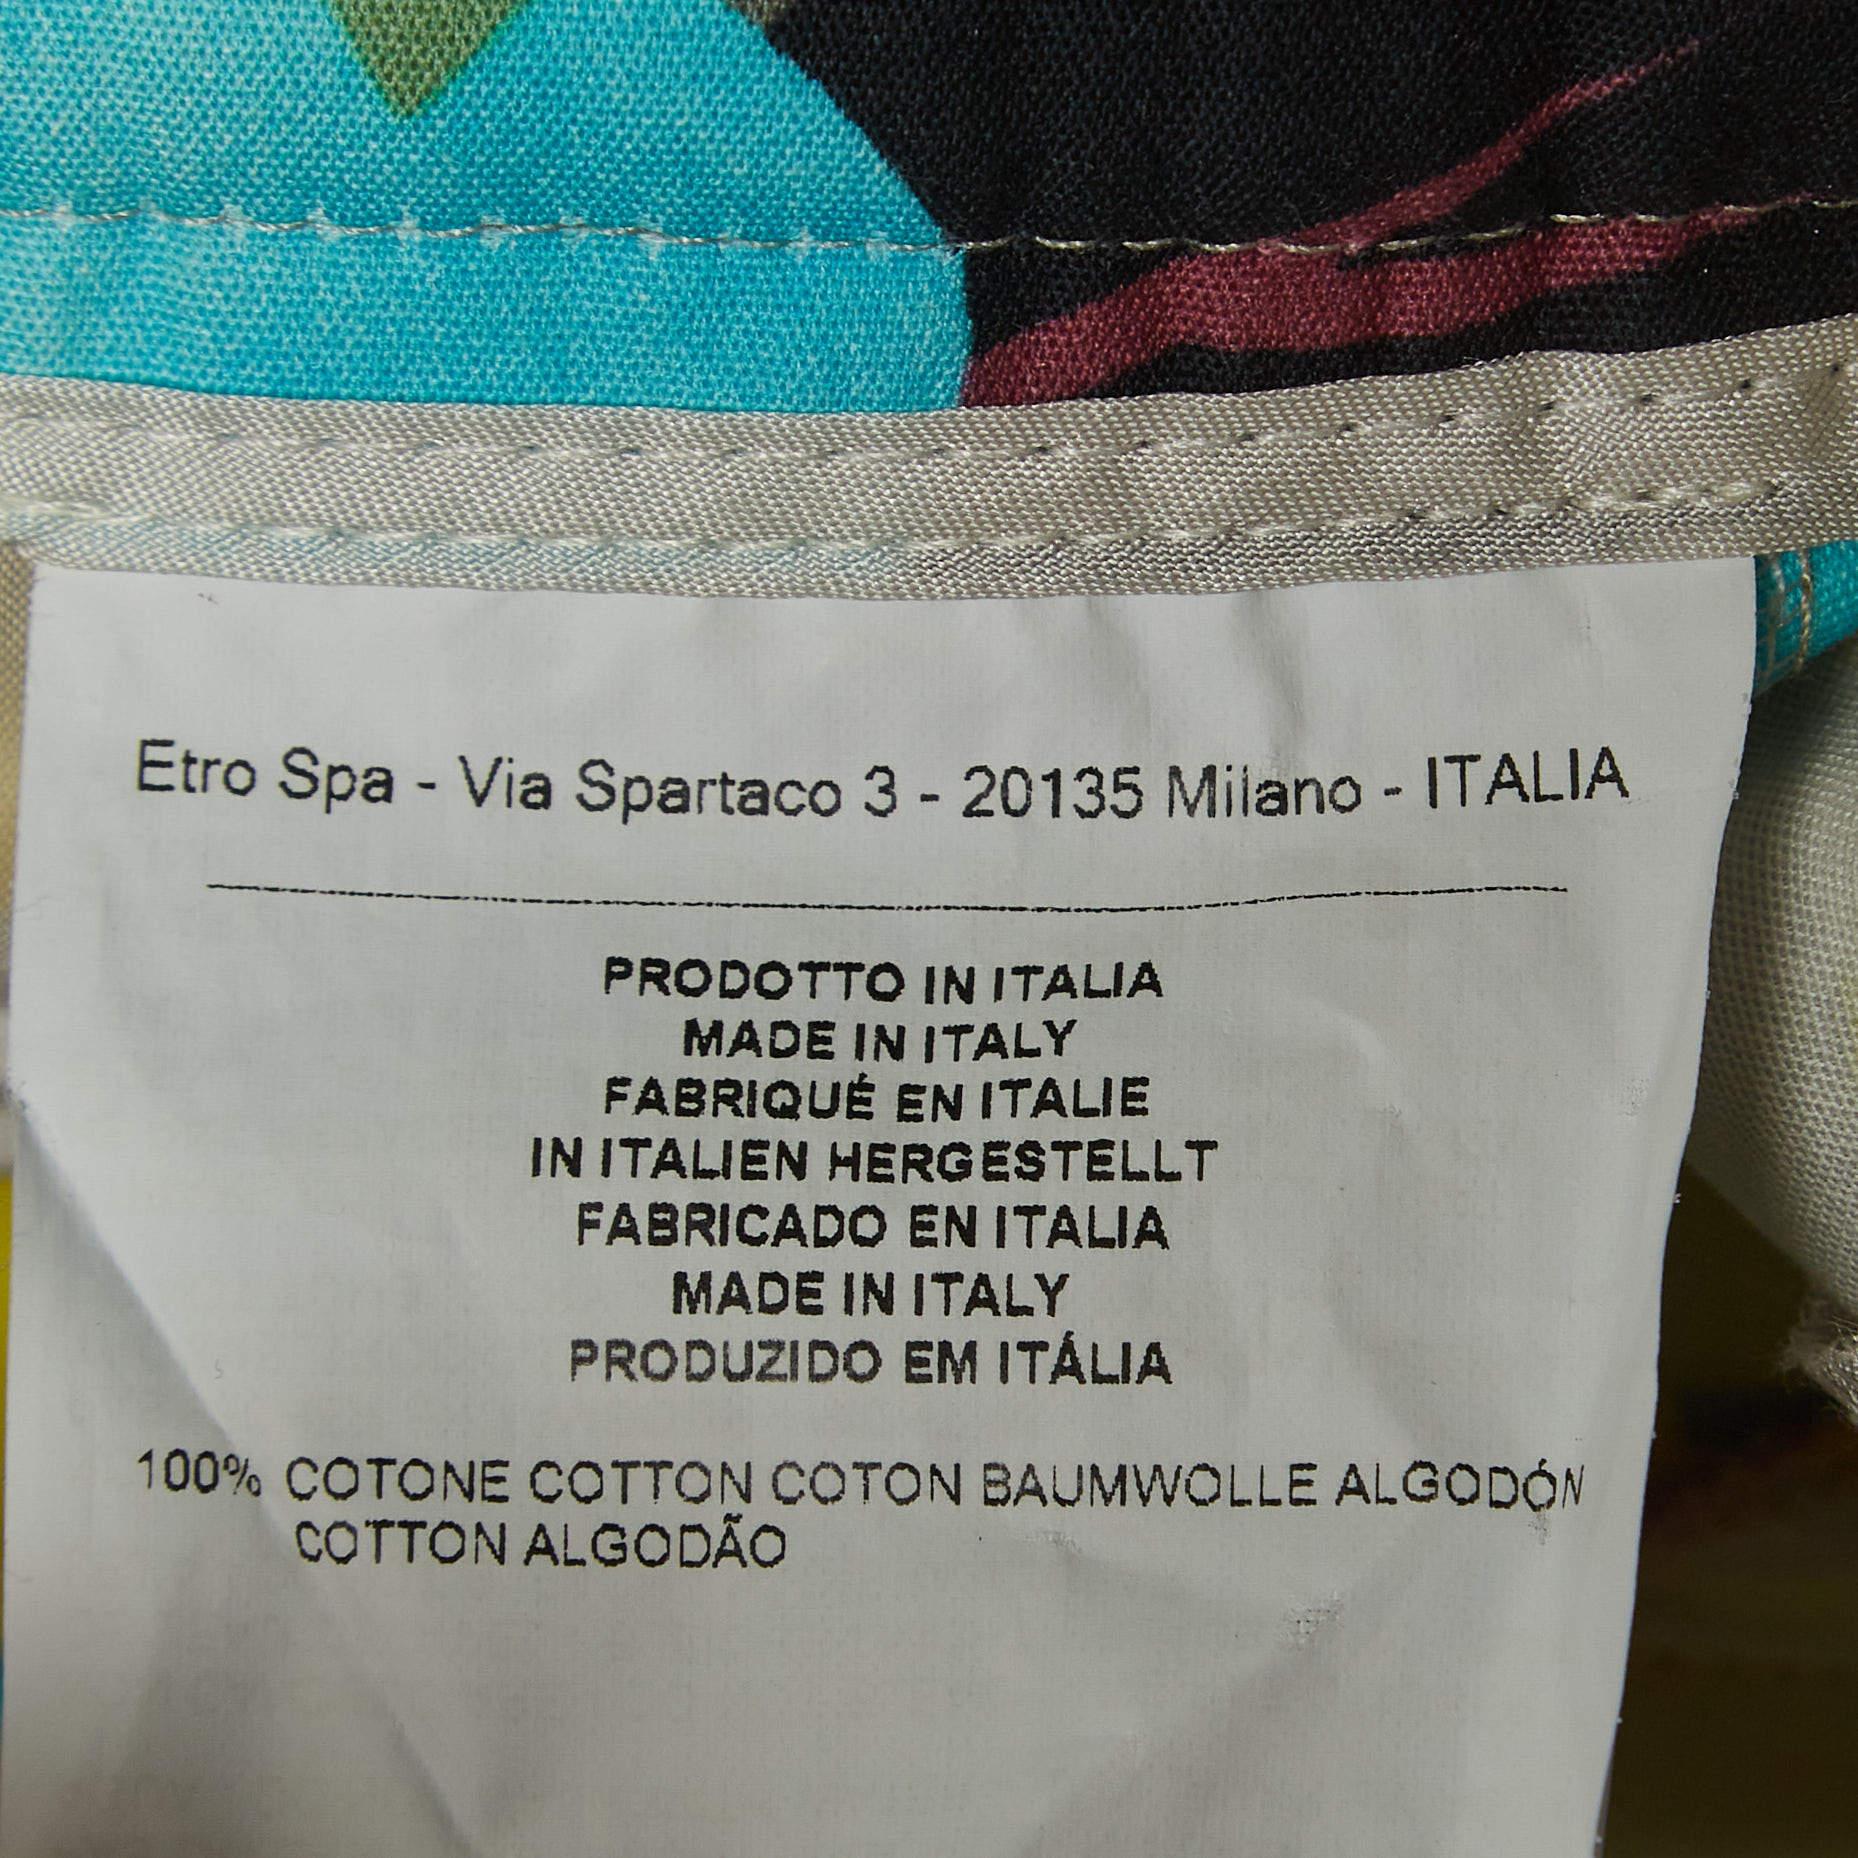 Etro Spa - Via Spartaco 3 - 20135 Milano - ITALIA
PRODOTTO IN ITALIA
MADE IN ITALY
FABRIQUÉ EN ITALIE
IN ITALIEN HERGESTELLT
FABRICADO EN ITALIA
MADE IN ITALY
PRODUZIDO EM ITÁLIA
100% COTONE COTTON COTON BAUMWOLLE ALGODÓN
COTTON ALGODÃO